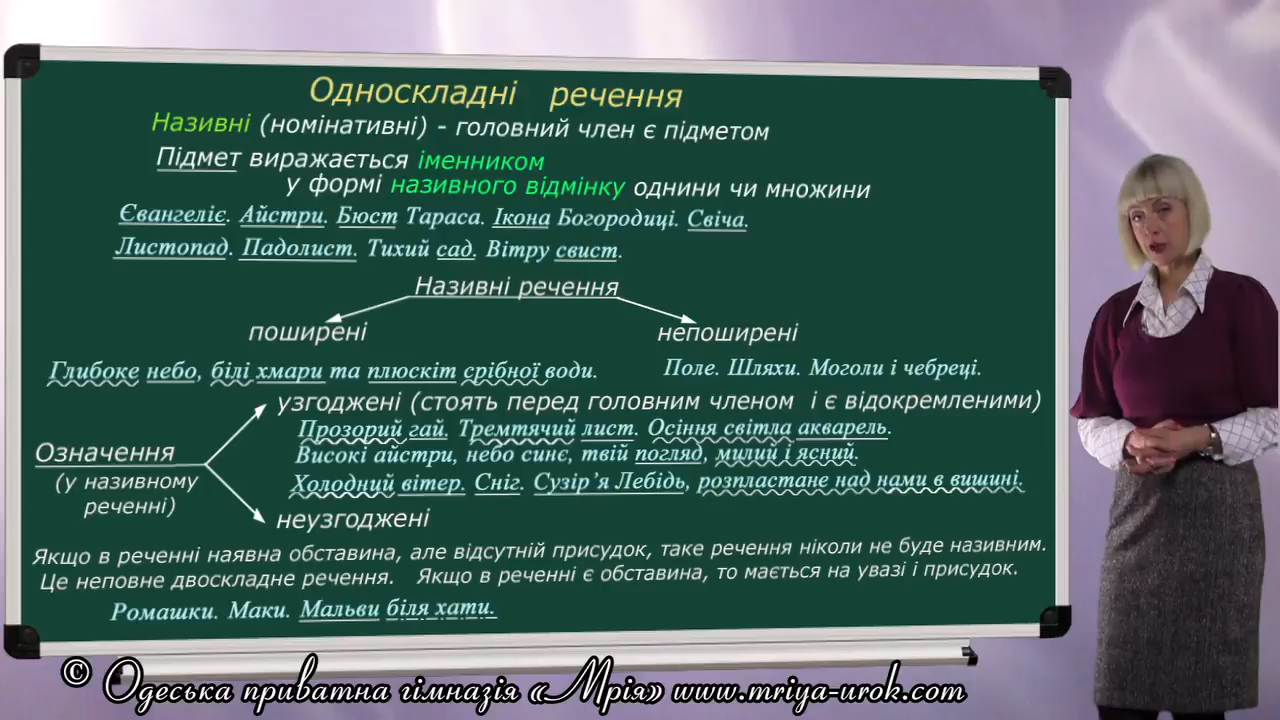 Односкладні речення
Називні (номінативні) - головний член є підметом
Підмет виражається іменником
у формі називного відмінку однини чи множини
Євангеліє. Айстри. Бюст Тараса. Ікона Богородиці. Свіча.
Листопад. Падолист. Тихий сад. Вітру свист.
Називні речення
поширені непоширені
Глибоке небо, білі хмари та плюскіт срібної води. Поле. Шляхи. Моголи і чебреці.
узгоджені (стоять перед головним членом і є відокремленими)
Прозорий гай. Тремтячий лист. Осіння світла акварель.
Означення
Високі айстри, небо синє, твій погляд, милий і ясний.
(у називному
реченні)
Холодний вітер. Сніг. Сузір’я Лебідь, розпластане над нами в вишині.
неузгоджені
Якщо в реченні наявна обставина, але відсутній присудок, таке речення ніколи не буде називним.
Це неповне двоскладне речення. Якщо в реченні є обставина, то мається на увазі і присудок.
Ромашки. Маки. Мальви біля хати.
© Одеська приватна гімназія «Мрія» www.mriya-urok.com